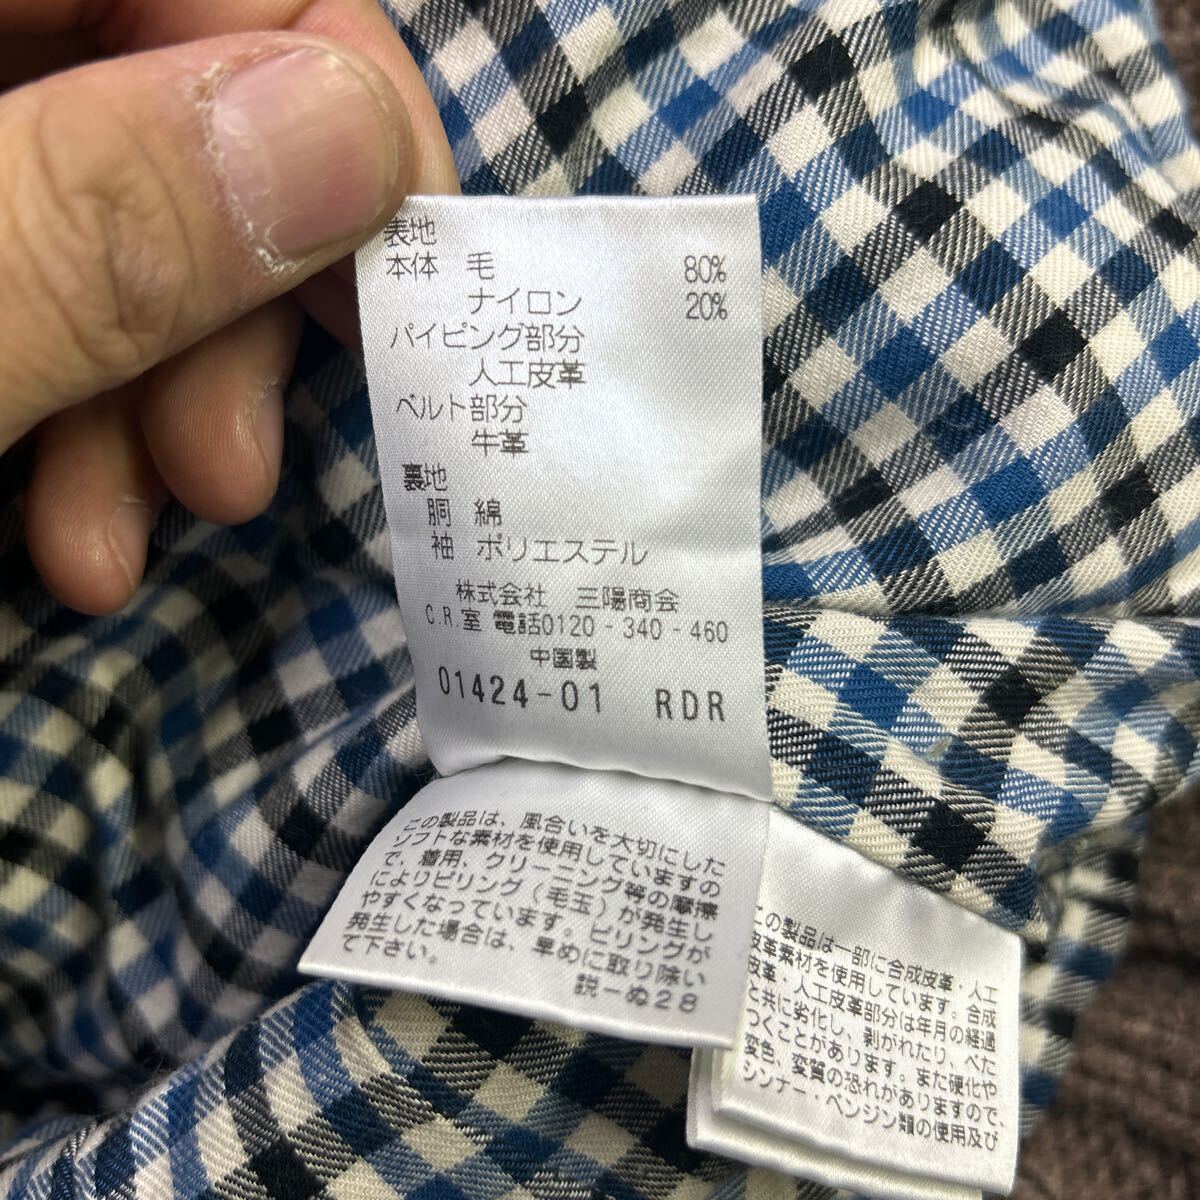 表地
本体 毛 80%
ナイロン 20%
パイピング部分
人工皮革
ベルト部分
牛革
裏地
胴 綿
袖 ポリエステル
株式会社 三陽商会
C.R.室 電話0120-340-460
中国製
01424-01 RDR
この製品は、風合いを大切にした
ソフトな素材を使用していますの
で、着用、クリーニング等の摩擦
によりピリング(毛玉)が発生し
やすくなっています。ピリングが
発生した場合は、早めに取り除い
て下さい。
説ーぬ28
この製品は一部に合成皮革・人工
皮革素材を使用しています。合成
皮革・人工皮革部分は年月の経過
と共に劣化し、剥がれたり、べた
つくことがあります。また硬化や
変色、変質の恐れがありますので、
シンナー・ベンジン類の使用及び